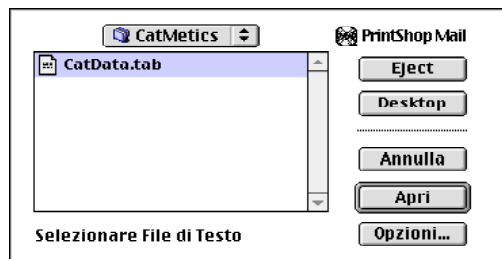 CatMetics
PrintShop Mail
CatData.tab
Eject
Desktop
Annulla
Apri
Selezionare File di Testo
Opzioni...